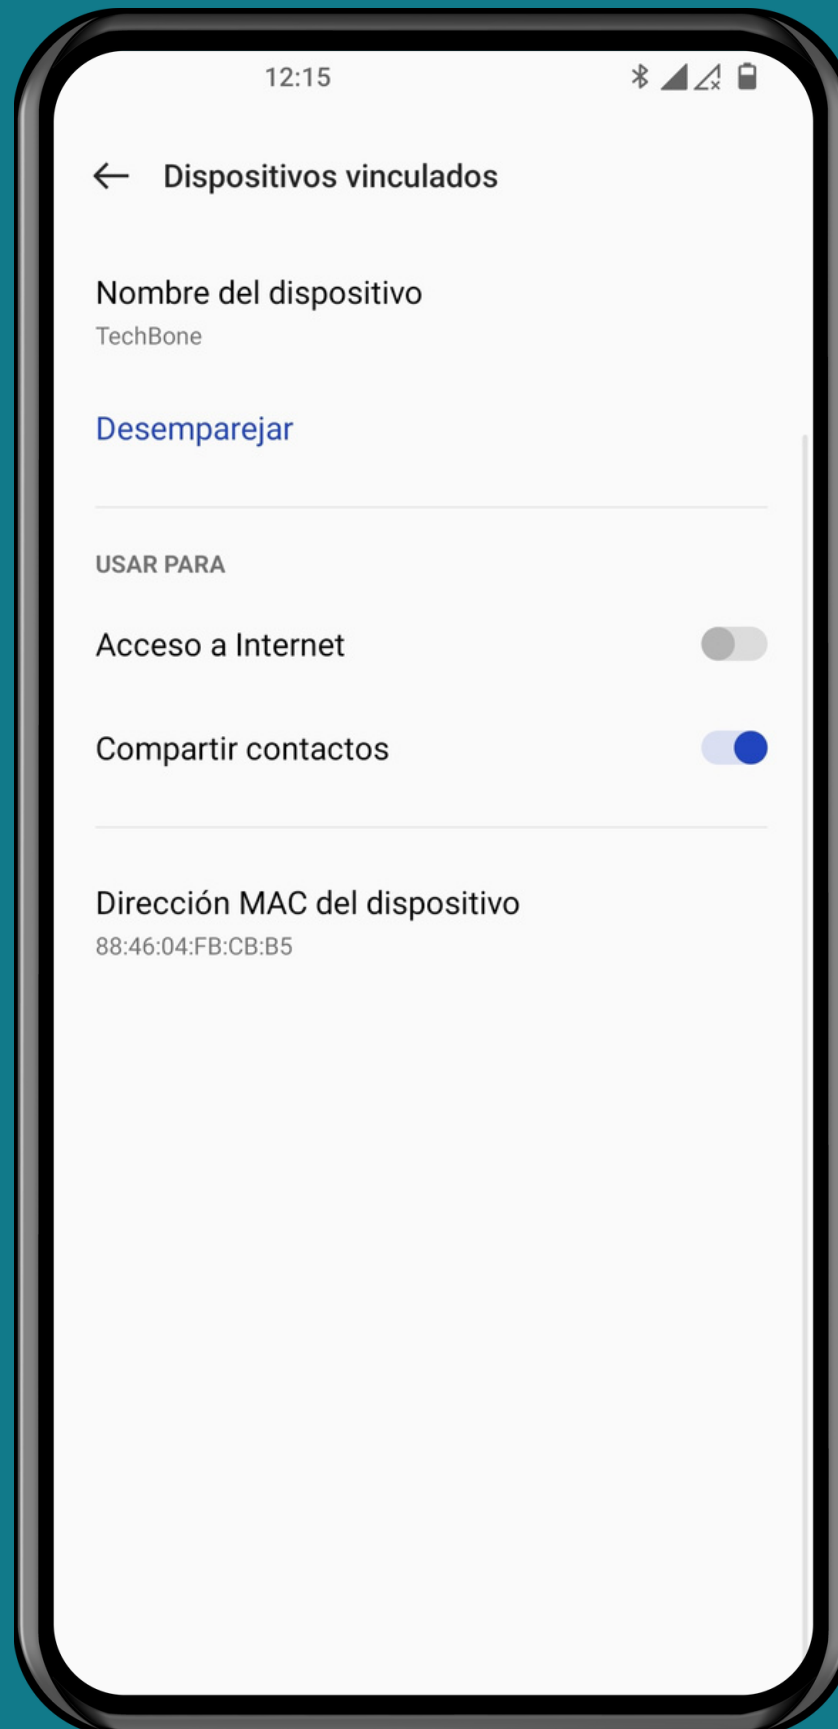 12:15
Dispositivos vinculados
Nombre del dispositivo
TechBone
Desemparejar
USAR PARA
Acceso a Internet
Compartir contactos
Dirección MAC del dispositivo
88:46:04:FB:CB:B5